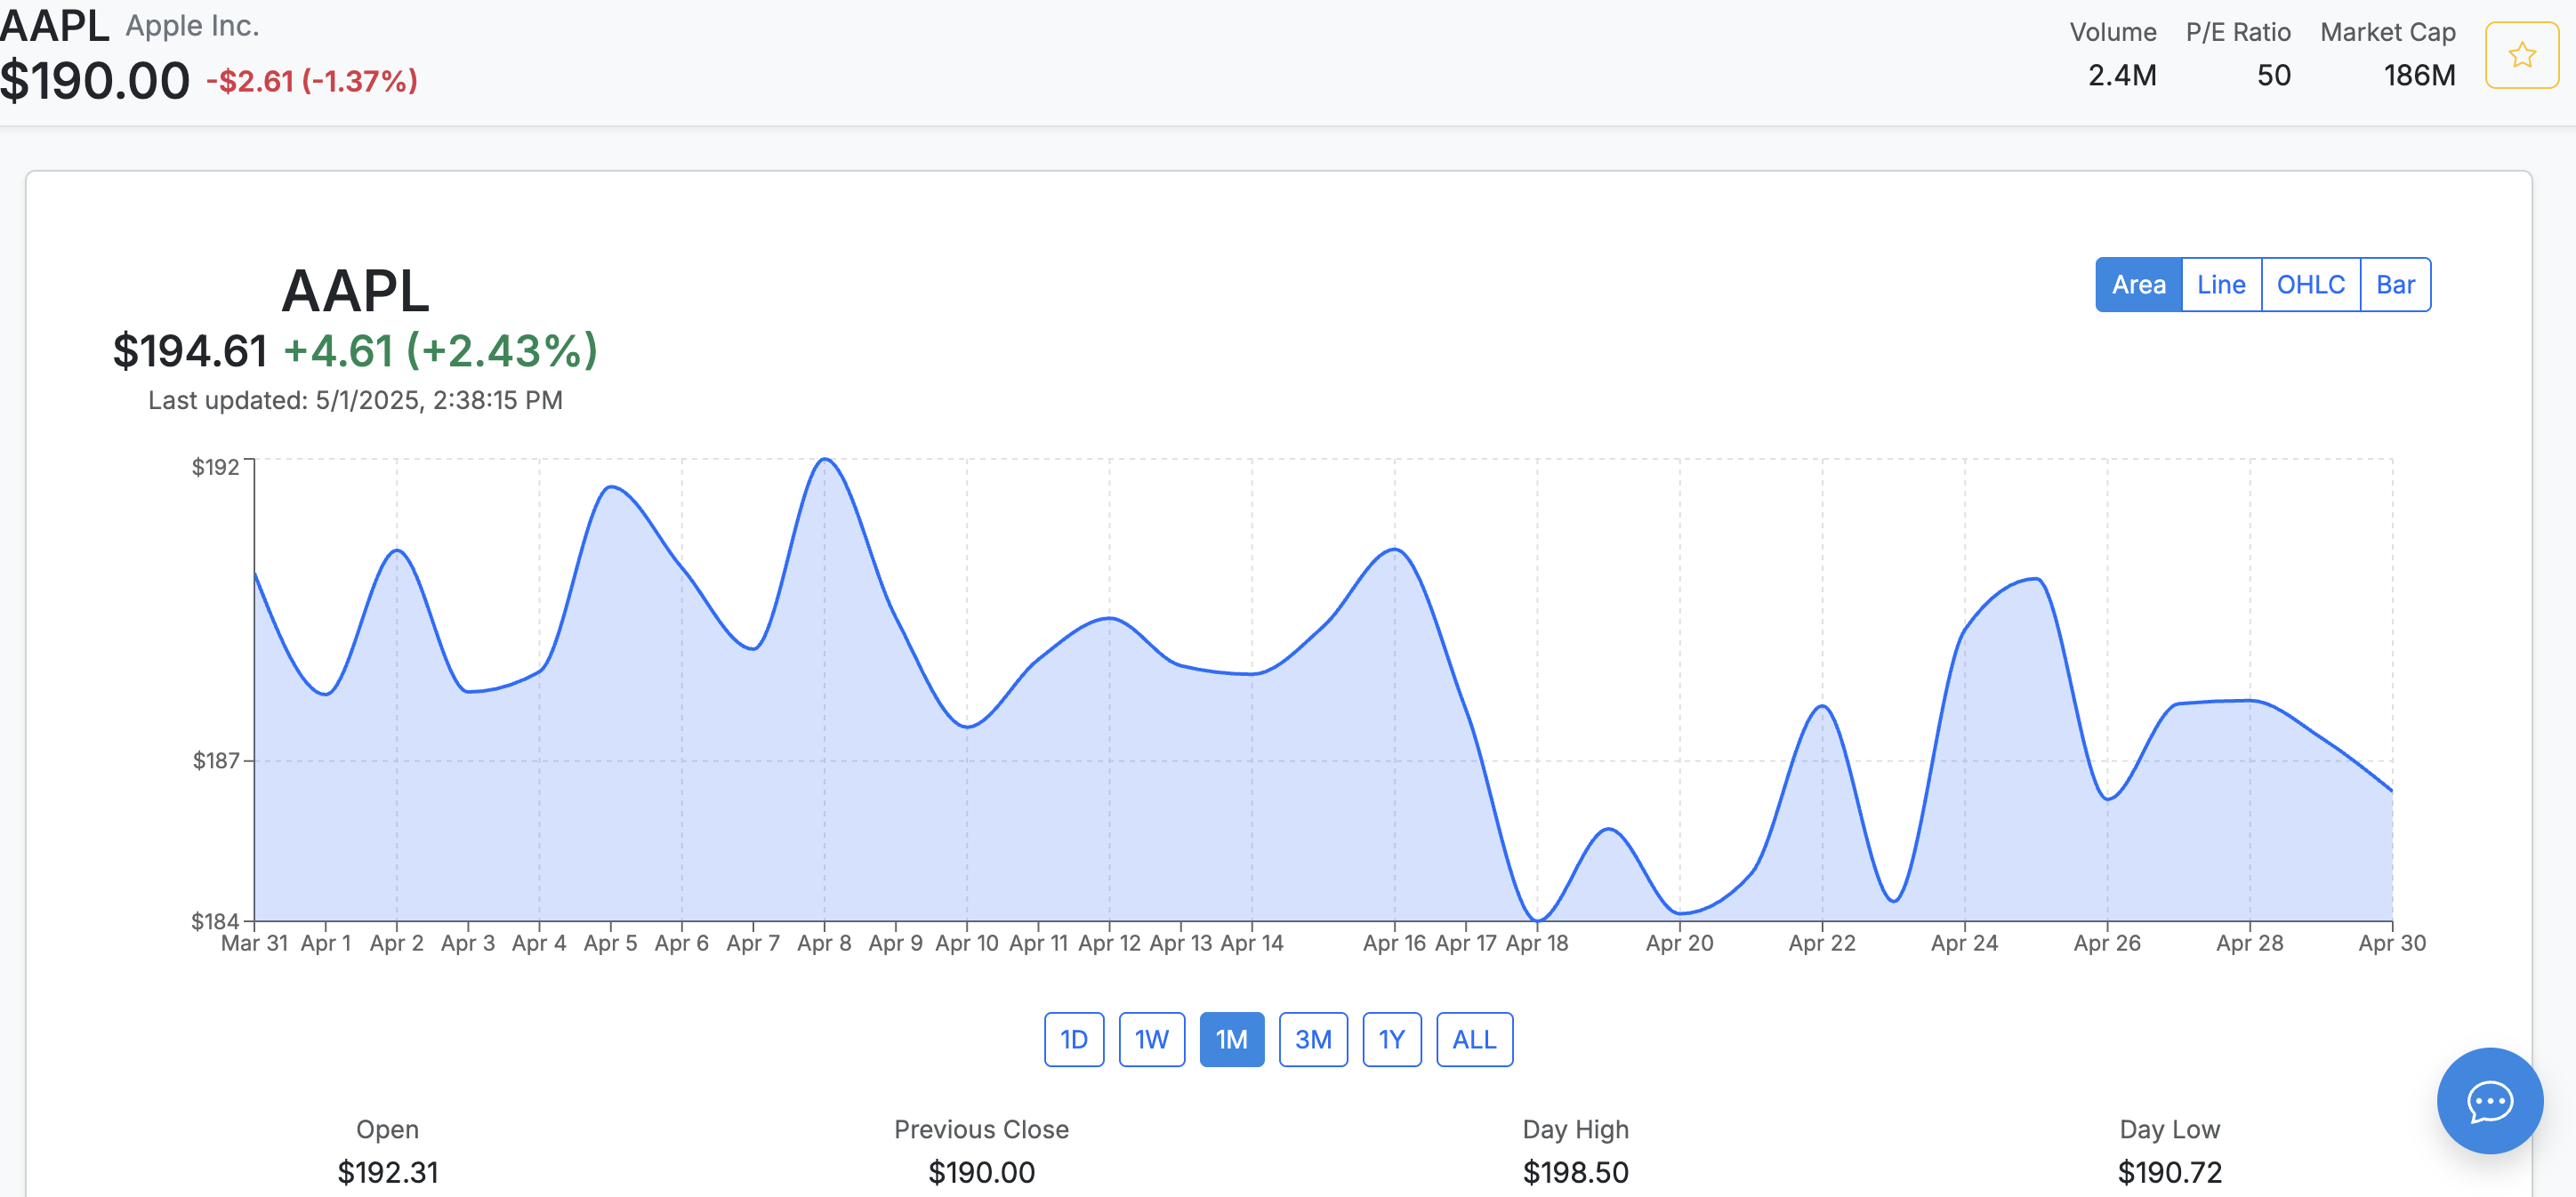 AAPL Apple Inc.
$190.00 -$2.61 (-1.37%)
Volume P/E Ratio Market Cap
2.4M 50 186M
AAPL
$194.61 +4.61 (+2.43%)
Last updated: 5/1/2025, 2:38:15 PM
Area Line OHLC Bar
$192
$187
$184
Mar 31 Apr 1 Apr 2 Apr 3 Apr 4 Apr 5 Apr 6 Apr 7 Apr 8 Apr 9 Apr 10 Apr 11 Apr 12 Apr 13 Apr 14 Apr 16 Apr 17 Apr 18 Apr 20 Apr 22 Apr 24 Apr 26 Apr 28 Apr 30
1D 1W 1M 3M 1Y ALL
Open Previous Close Day High Day Low
$192.31 $190.00 $198.50 $190.72